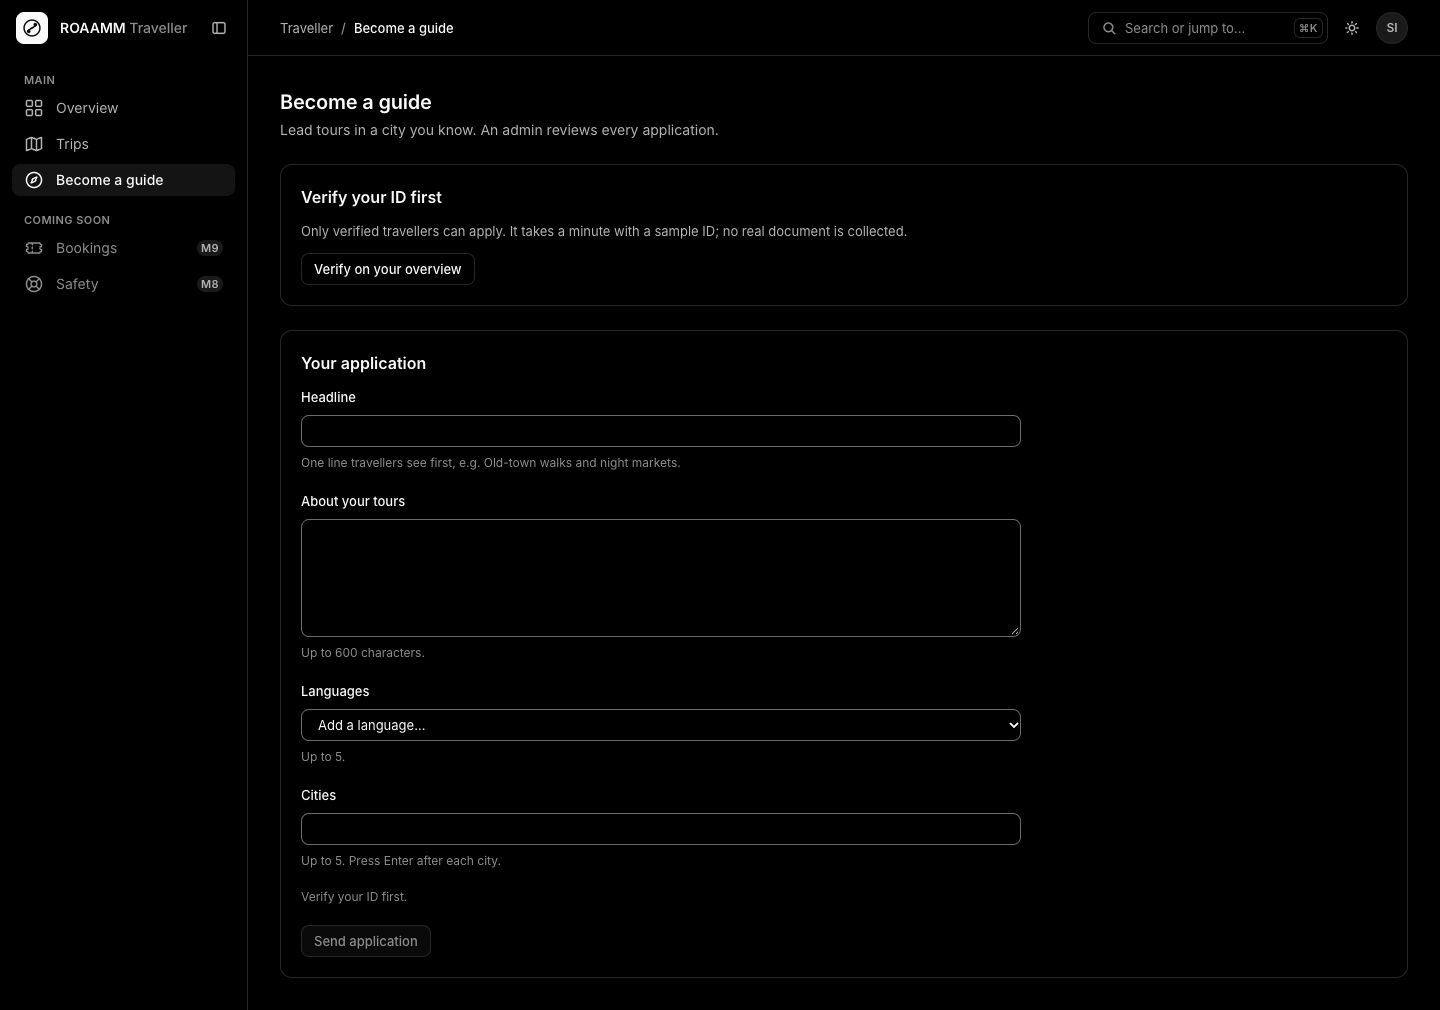 ROAAMM Traveller
Traveller / Become a guide
Search or jump to...
⌘K
SI
MAIN
Overview
Trips
Become a guide
COMING SOON
Bookings
M9
Safety
M8
Become a guide
Lead tours in a city you know. An admin reviews every application.
Verify your ID first
Only verified travellers can apply. It takes a minute with a sample ID; no real document is collected.
Verify on your overview
Your application
Headline
One line travellers see first, e.g. Old-town walks and night markets.
About your tours
Up to 600 characters.
Languages
Add a language...
Up to 5.
Cities
Up to 5. Press Enter after each city.
Verify your ID first.
Send application